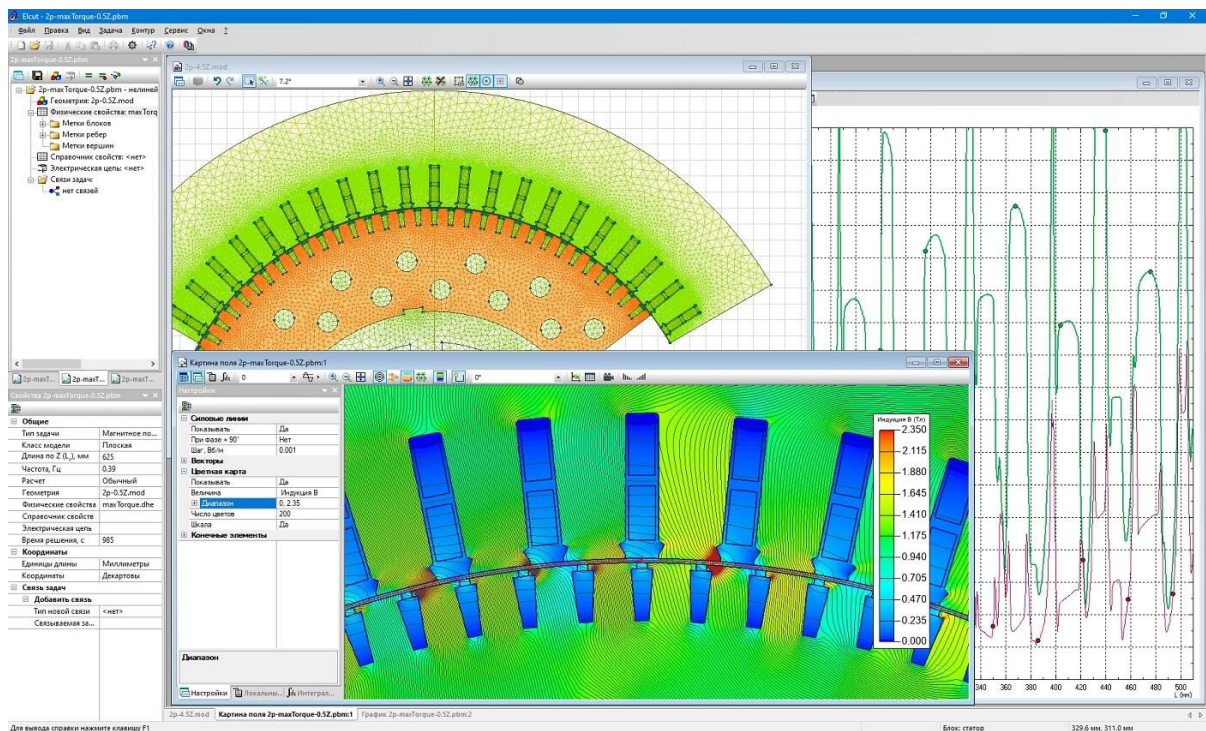 Elcut - 2p-maxTorque-0.5Z.pbm
Файл Правка Вид Задача Контур Сервис Окна ?
2p-maxTorque-0.5Z.pbm
2p-maxTorque-0.5Z.pbm - нелиней
Геометрия: 2p-0.5Z.mod
Физические свойства: maxTorq
Метки блоков
Метки ребер
Метки вершин
Справочник свойств: <нет>
Электрическая цепь: <нет>
Связи задач:
нет связей
2p-maxT... 2p-maxT... 2p-maxT...
Свойства 2p-maxTorque-0.5Z.pbm
Общие
Тип задачи Магнитное по...
Класс модели Плоская
Длина по Z (L₂), мм 625
Частота, Гц 0.39
Расчет Обычный
Геометрия 2p-0.5Z.mod
Физические свойства maxTorque.dhe
Справочник свойств
Электрическая цепь
Время решения, с 985
Координаты
Единицы длины Миллиметры
Координаты Декартовы
Связь задач
Добавить связь
Тип новой связи <нет>
Связываемая за...
2p-4.5Z.mod
7.2°
Картина поля 2p-maxTorque-0.5Z.pbm:1
0
0°
Настройки
Силовые линии
Показывать Да
При фазе + 90° Нет
Шаг, Вб/м 0.001
Векторы
Цветная карта
Показывать Да
Величина Индукция B
Диапазон 0, 2.35
Число цветов 200
Шкала Да
Конечные элементы
Диапазон
Настройки Локальны... Интеграл...
Индукция B (Тл)
2.350
2.115
1.880
1.645
1.410
1.175
0.940
0.705
0.470
0.235
0.000
340 360 380 400 420 440 460 480 500
L (мм)
2p-4.5Z.mod Картина поля 2p-maxTorque-0.5Z.pbm:1 График 2p-maxTorque-0.5Z.pbm:2
Для вывода справки нажмите клавишу F1 Блок: статор 329.6 мм, 311.0 мм